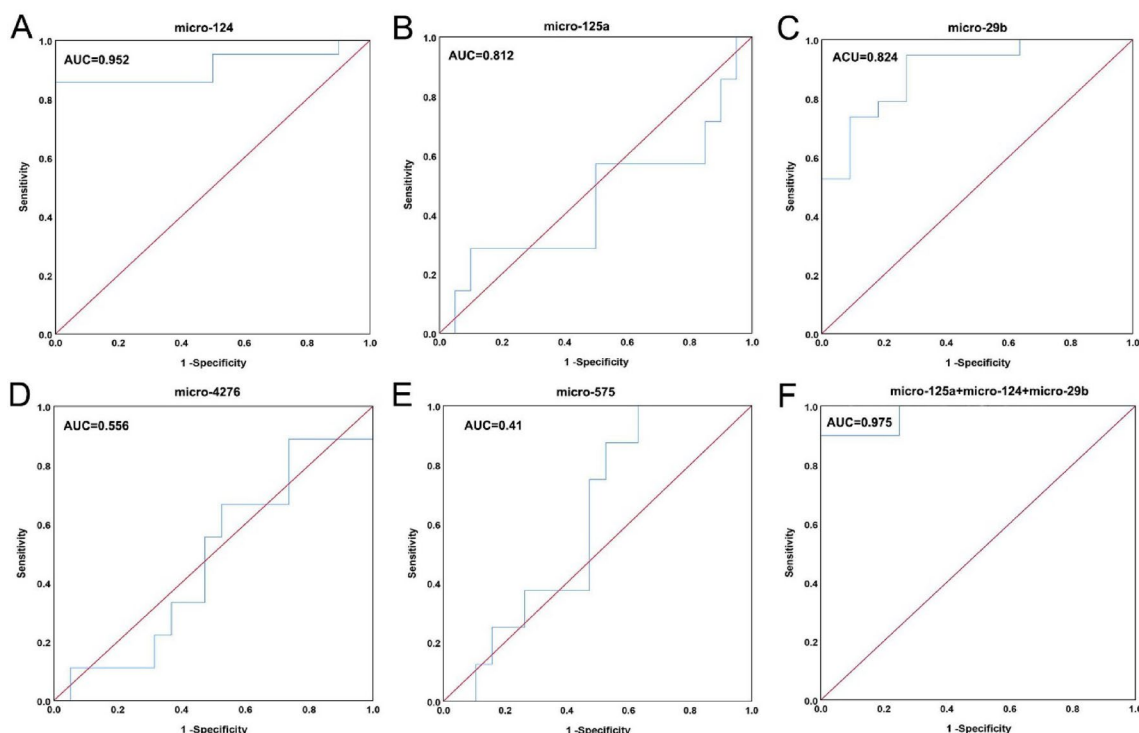 A
micro-124
AUC=0.952
1.0
0.8
0.6
0.4
0.2
0.0
Sensitivity
0.0 0.2 0.4 0.6 0.8 1.0
1 -Specificity
B
micro-125a
AUC=0.812
1.0
0.8
0.6
0.4
0.2
0.0
Sensitivity
0.0 0.2 0.4 0.6 0.8 1.0
1 -Specificity
C
micro-29b
ACU=0.824
1.0
0.8
0.6
0.4
0.2
0.0
Sensitivity
0.0 0.2 0.4 0.6 0.8 1.0
1 -Specificity
D
micro-4276
AUC=0.556
1.0
0.8
0.6
0.4
0.2
0.0
Sensitivity
0.0 0.2 0.4 0.6 0.8 1.0
1 -Specificity
E
micro-575
AUC=0.41
1.0
0.8
0.6
0.4
0.2
0.0
Sensitivity
0.0 0.2 0.4 0.6 0.8 1.0
1 -Specificity
F
micro-125a+micro-124+micro-29b
AUC=0.975
1.0
0.8
0.6
0.4
0.2
0.0
Sensitivity
0.0 0.2 0.4 0.6 0.8 1.0
1 -Specificity